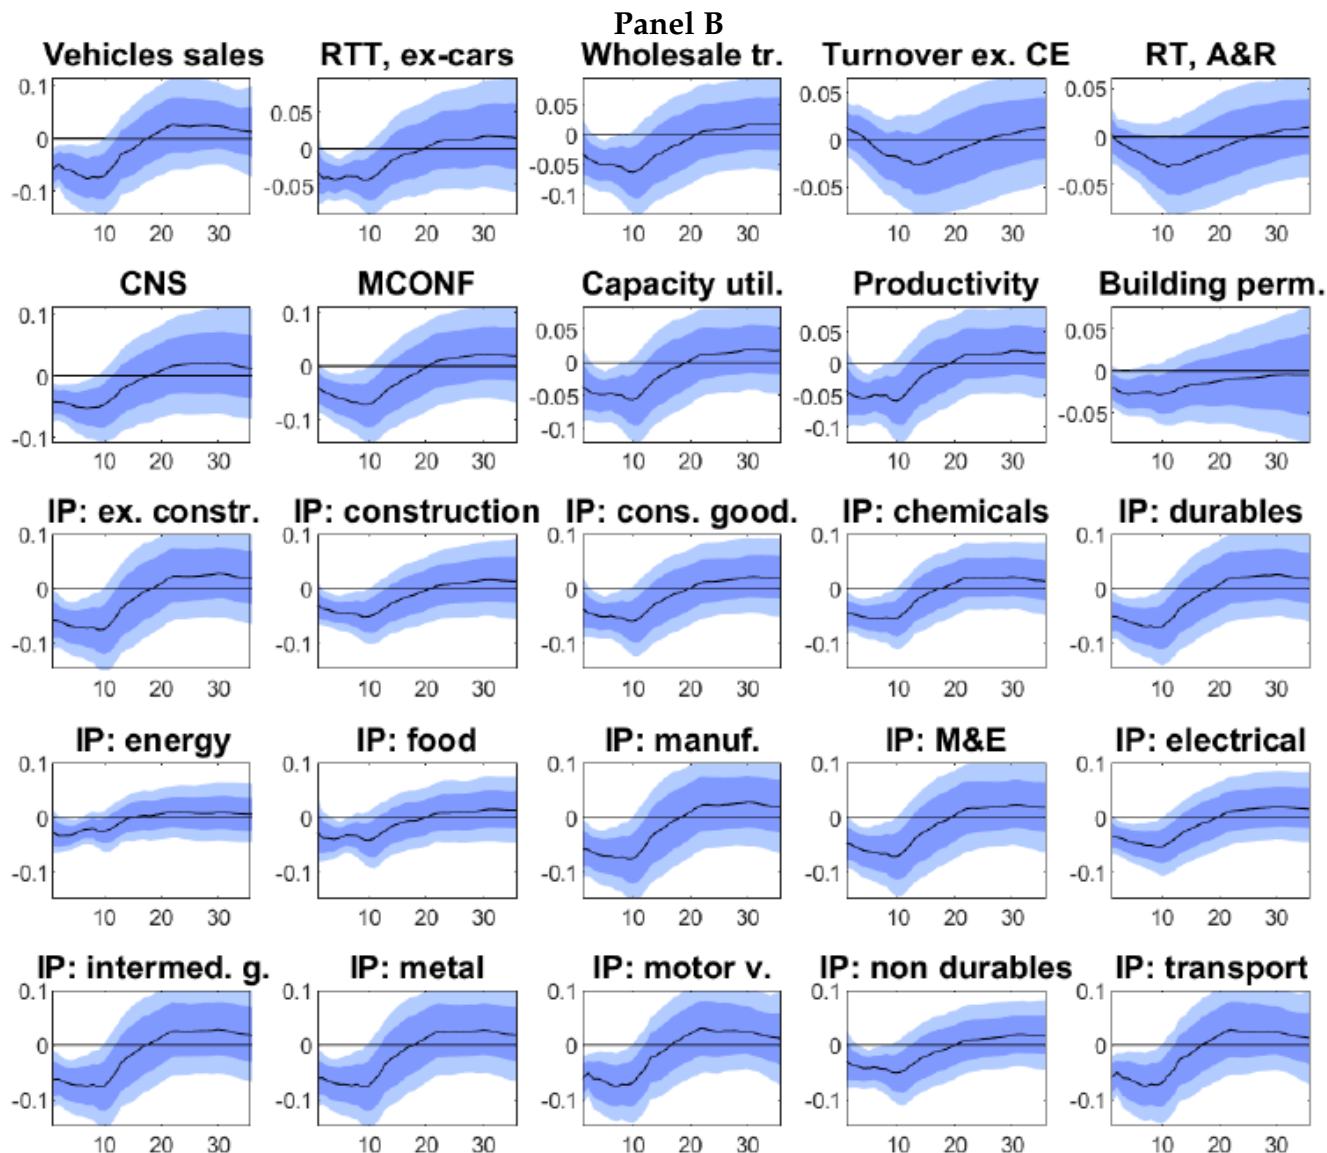 Panel B
Vehicles sales RTT, ex-cars Wholesale tr. Turnover ex. CE RT, A&R
0.1 0 -0.1 0.05 0 -0.05 0.05 0 -0.05 -0.1 0.05 0 -0.05 0.05 0 -0.05
10 20 30 10 20 30 10 20 30 10 20 30 10 20 30
CNS MCONF Capacity util. Productivity Building perm.
0.1 0 -0.1 0.1 0 -0.1 0.05 0 -0.05 -0.1 0.05 0 -0.05 -0.1 0.05 0 -0.05
10 20 30 10 20 30 10 20 30 10 20 30 10 20 30
IP: ex. constr. IP: construction IP: cons. good. IP: chemicals IP: durables
0.1 0 -0.1 0.1 0 -0.1 0.1 0 -0.1 0.1 0 -0.1 0.1 0 -0.1
10 20 30 10 20 30 10 20 30 10 20 30 10 20 30
IP: energy IP: food IP: manuf. IP: M&E IP: electrical
0.1 0 -0.1 0.1 0 -0.1 0.1 0 -0.1 0.1 0 -0.1 0.1 0 -0.1
10 20 30 10 20 30 10 20 30 10 20 30 10 20 30
IP: intermed. g. IP: metal IP: motor v. IP: non durables IP: transport
0.1 0 -0.1 0.1 0 -0.1 0.1 0 -0.1 0.1 0 -0.1 0.1 0 -0.1
10 20 30 10 20 30 10 20 30 10 20 30 10 20 30